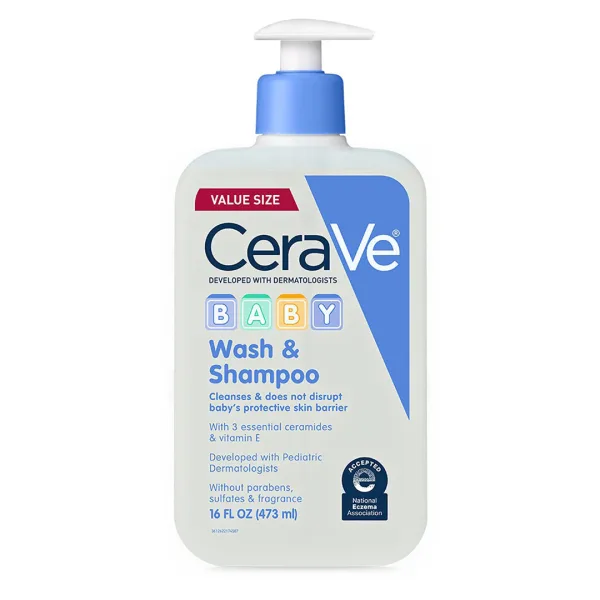 VALUE SIZE
CeraVe®
DEVELOPED WITH DERMATOLOGISTS
BABY
Wash &
Shampoo
Cleanses & does not disrupt
baby's protective skin barrier
With 3 essential ceramides
& vitamin E
Developed with Pediatric
Dermatologists
Without parabens,
sulfates & fragrance
16 FL OZ (473 ml)
ACCEPTED
National
Eczema
Association